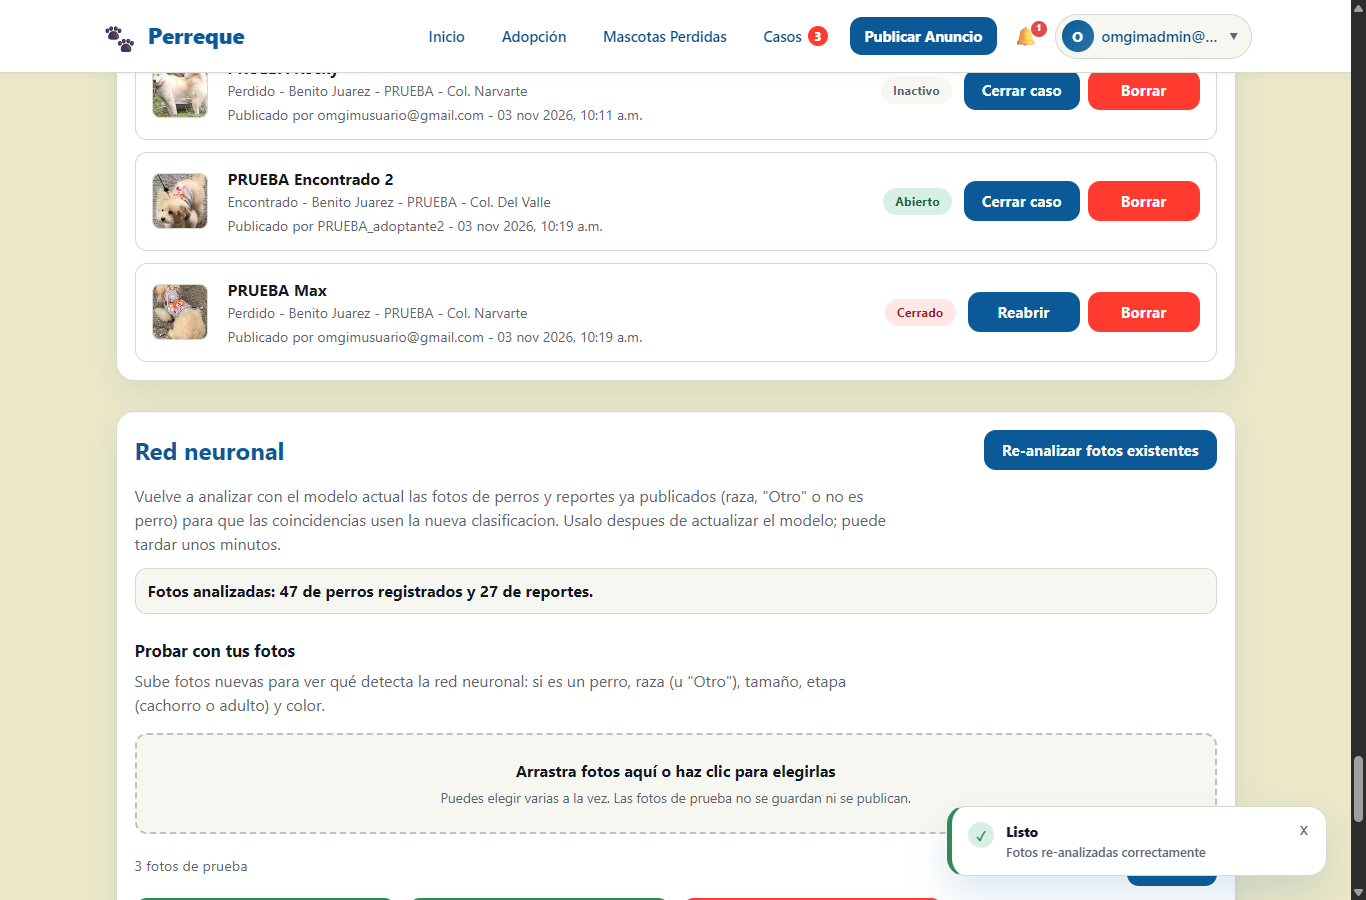 Perreque
Inicio
Adopción
Mascotas Perdidas
Casos 3
Publicar Anuncio
1
O omgimadmin@... ▼
Perdido - Benito Juarez - PRUEBA - Col. Narvarte
Publicado por omgimusuario@gmail.com - 03 nov 2026, 10:11 a.m.
Inactivo
Cerrar caso
Borrar
PRUEBA Encontrado 2
Encontrado - Benito Juarez - PRUEBA - Col. Del Valle
Publicado por PRUEBA_adoptante2 - 03 nov 2026, 10:19 a.m.
Abierto
Cerrar caso
Borrar
PRUEBA Max
Perdido - Benito Juarez - PRUEBA - Col. Narvarte
Publicado por omgimusuario@gmail.com - 03 nov 2026, 10:19 a.m.
Cerrado
Reabrir
Borrar
Red neuronal
Re-analizar fotos existentes
Vuelve a analizar con el modelo actual las fotos de perros y reportes ya publicados (raza, "Otro" o no es
perro) para que las coincidencias usen la nueva clasificacion. Usalo despues de actualizar el modelo; puede
tardar unos minutos.
Fotos analizadas: 47 de perros registrados y 27 de reportes.
Probar con tus fotos
Sube fotos nuevas para ver qué detecta la red neuronal: si es un perro, raza (u "Otro"), tamaño, etapa
(cachorro o adulto) y color.
Arrastra fotos aquí o haz clic para elegirlas
Puedes elegir varias a la vez. Las fotos de prueba no se guardan ni se publican.
3 fotos de prueba
Listo
X
Fotos re-analizadas correctamente